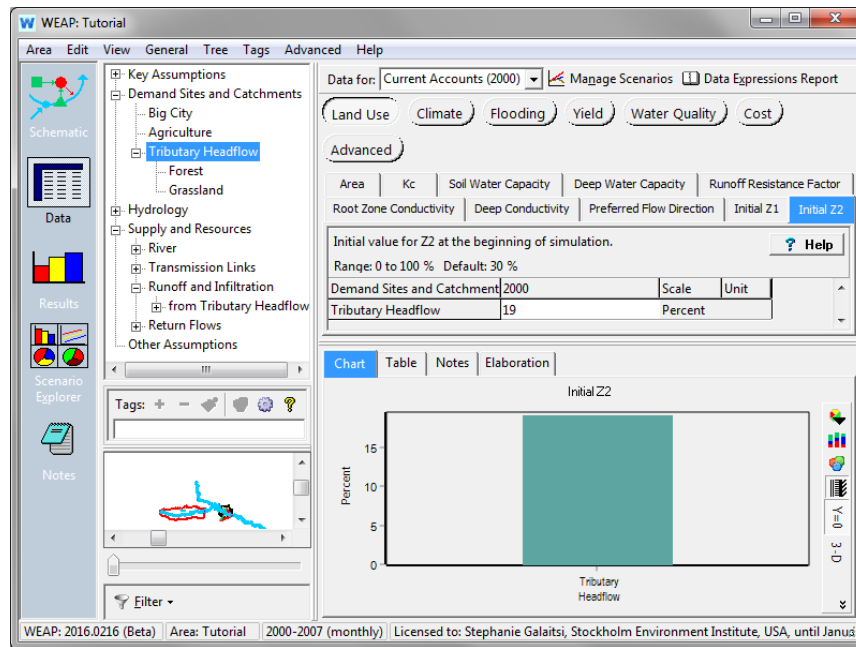 WEAP: Tutorial
Area Edit View General Tree Tags Advanced Help
Schematic
Data
Results
Scenario
Explorer
Notes
Key Assumptions
Demand Sites and Catchments
Big City
Agriculture
Tributary Headflow
Forest
Grassland
Hydrology
Supply and Resources
River
Transmission Links
Runoff and Infiltration
from Tributary Headflow
Return Flows
Other Assumptions
Tags:
Filter
Data for: Current Accounts (2000) Manage Scenarios Data Expressions Report
Land Use Climate Flooding Yield Water Quality Cost
Advanced
Area Kc Soil Water Capacity Deep Water Capacity Runoff Resistance Factor
Root Zone Conductivity Deep Conductivity Preferred Flow Direction Initial Z1 Initial Z2
Initial value for Z2 at the beginning of simulation.
? Help
Range: 0 to 100 % Default: 30 %
Demand Sites and Catchment 2000 Scale Unit
Tributary Headflow 19 Percent
Chart Table Notes Elaboration
Initial Z2
Percent
15
10
5
0
Tributary
Headflow
Y=0
3-D
WEAP: 2016.0216 (Beta) Area: Tutorial 2000-2007 (monthly) Licensed to: Stephanie Galaitsi, Stockholm Environment Institute, USA, until Janua